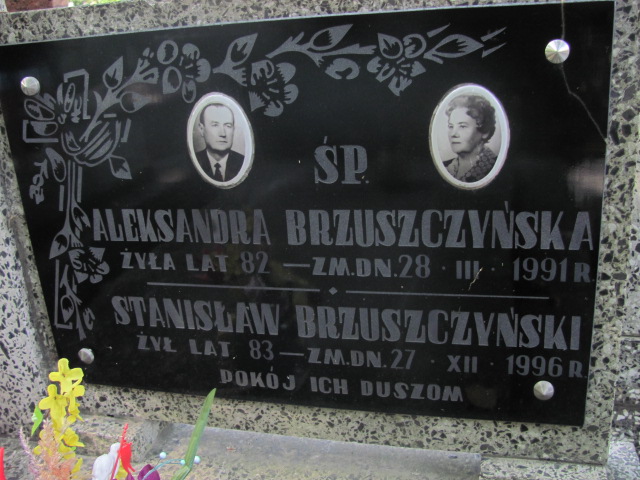 ŚP.
ALEKSANDRA BRZUSZCZYŃSKA
ŻYŁA LAT 82 — ZM. DN. 28 · III · 1991 R
STANISŁAW BRZUSZCZYŃSKI
ŻYŁ LAT 83 — ZM. DN. 27 · XII · 1996 R.
POKÓJ ICH DUSZOM